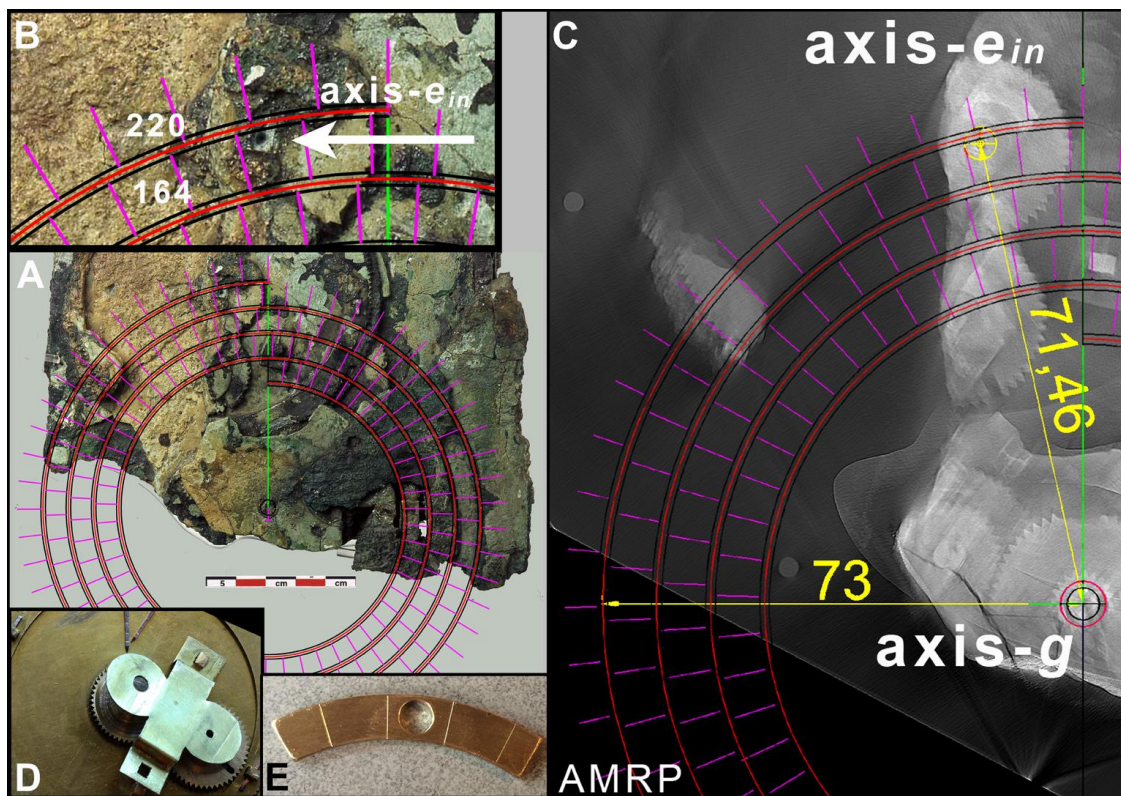 B
axis-ein
220
164
A
5 cm cm
D
E
C
axis-ein
71,46
73
axis-g
AMRP